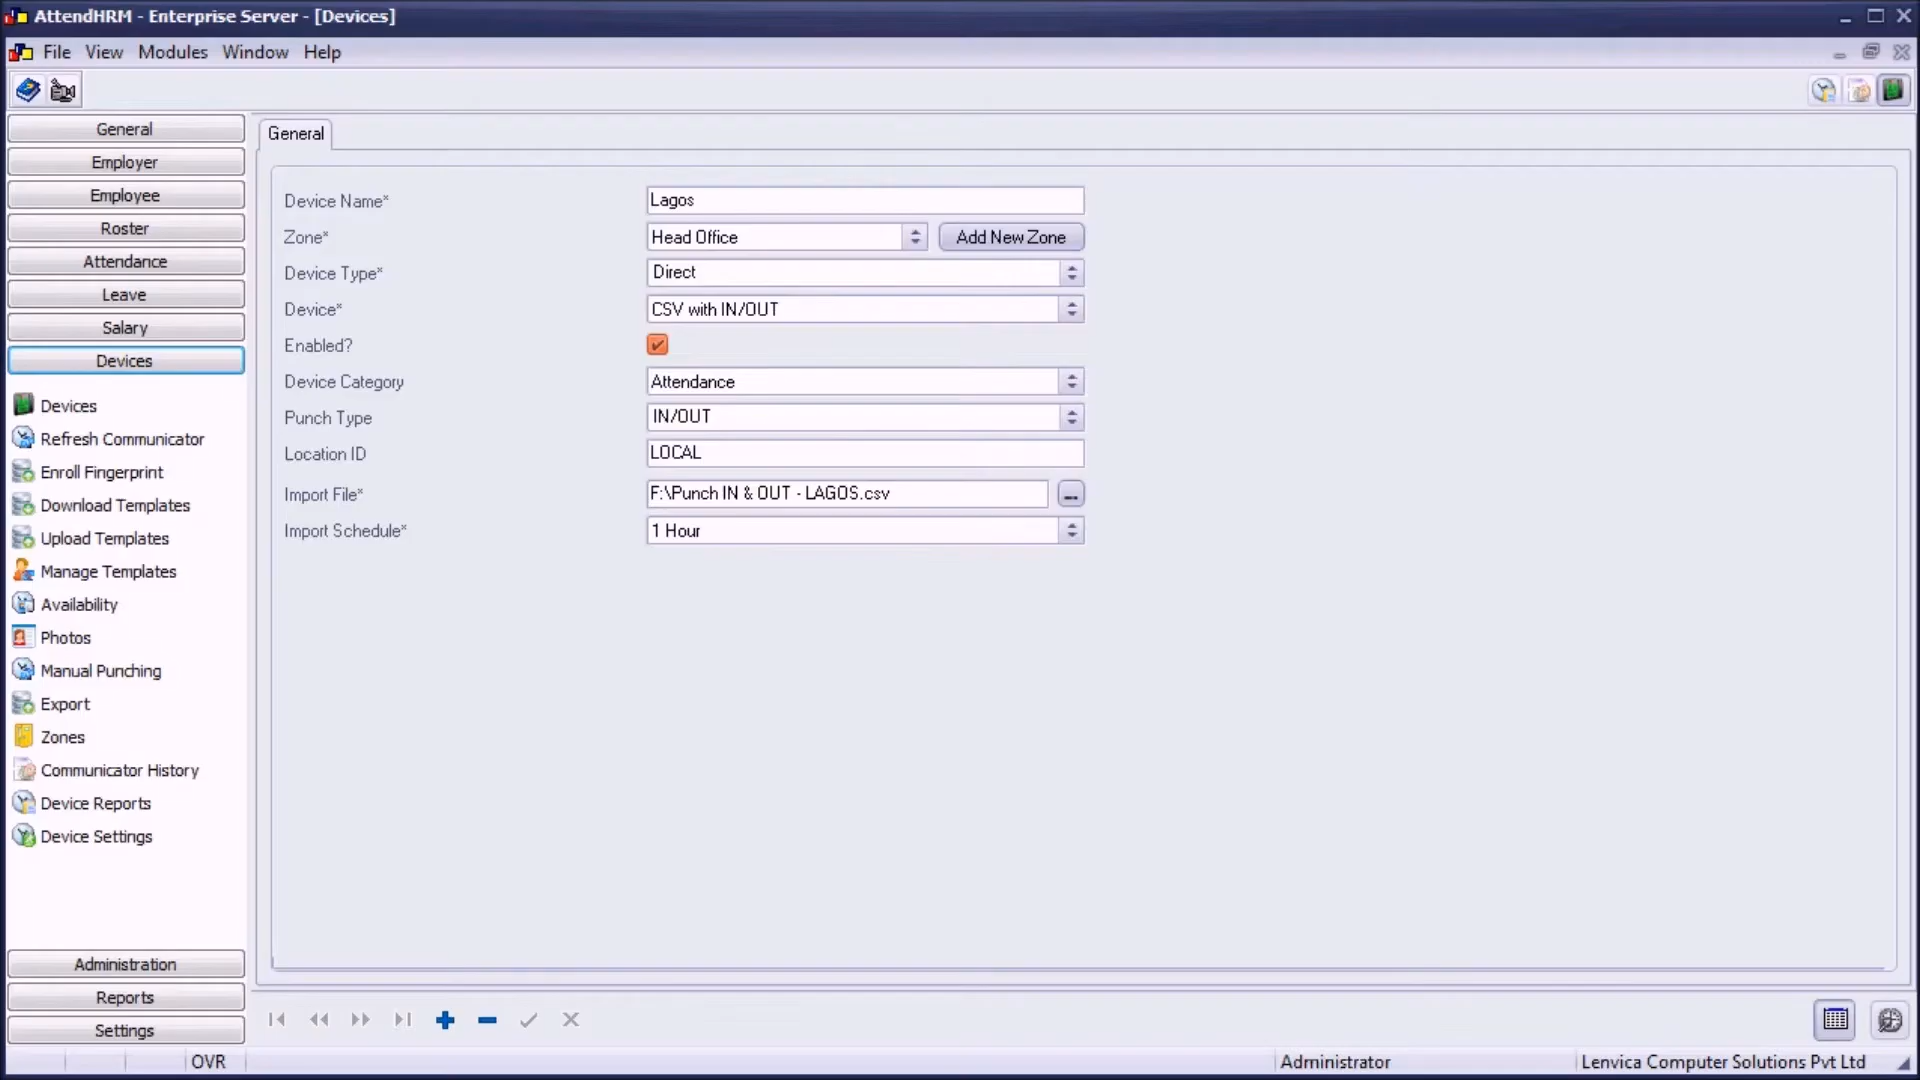 AttendHRM - Enterprise Server - [Devices]
File View Modules Window Help
General
Employer
Employee
Roster
Attendance
Leave
Salary
Devices
Devices
Refresh Communicator
Enroll Fingerprint
Download Templates
Upload Templates
Manage Templates
Availability
Photos
Manual Punching
Export
Zones
Communicator History
Device Reports
Device Settings
Administration
Reports
Settings
General
Device Name* Lagos
Zone* Head Office Add New Zone
Device Type* Direct
Device* CSV with IN/OUT
Enabled?
Device Category Attendance
Punch Type IN/OUT
Location ID LOCAL
Import File* F:\Punch IN & OUT - LAGOS.csv ...
Import Schedule* 1 Hour
OVR Administrator Lenvica Computer Solutions Pvt Ltd